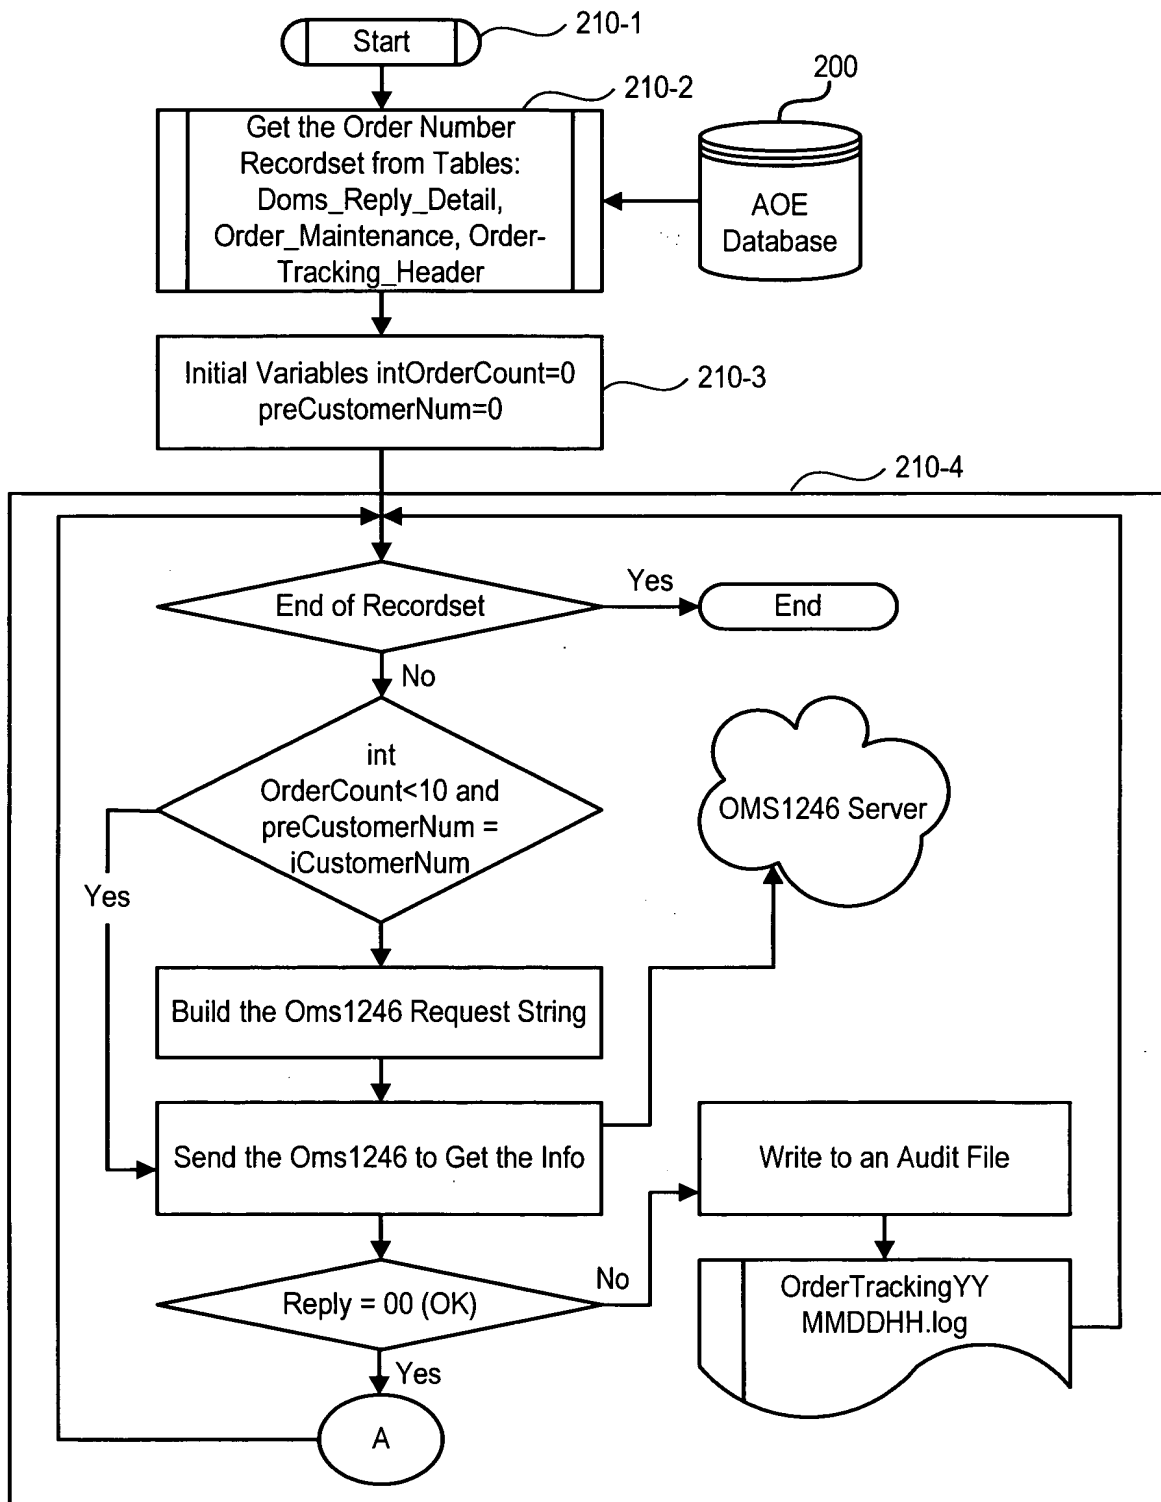 Start
210-1
210-2
Get the Order Number
Recordset from Tables:
Doms_Reply_Detail,
Order_Maintenance, Order-
Tracking_Header
200
AOE
Database
Initial Variables intOrderCount=0
preCustomerNum=0
210-3
210-4
End of Recordset
Yes
End
No
int
OrderCount<10 and
preCustomerNum =
iCustomerNum
OMS1246 Server
Yes
Build the Oms1246 Request String
Send the Oms1246 to Get the Info
Write to an Audit File
No
Reply = 00 (OK)
OrderTrackingYY
MMDDHH.log
Yes
A